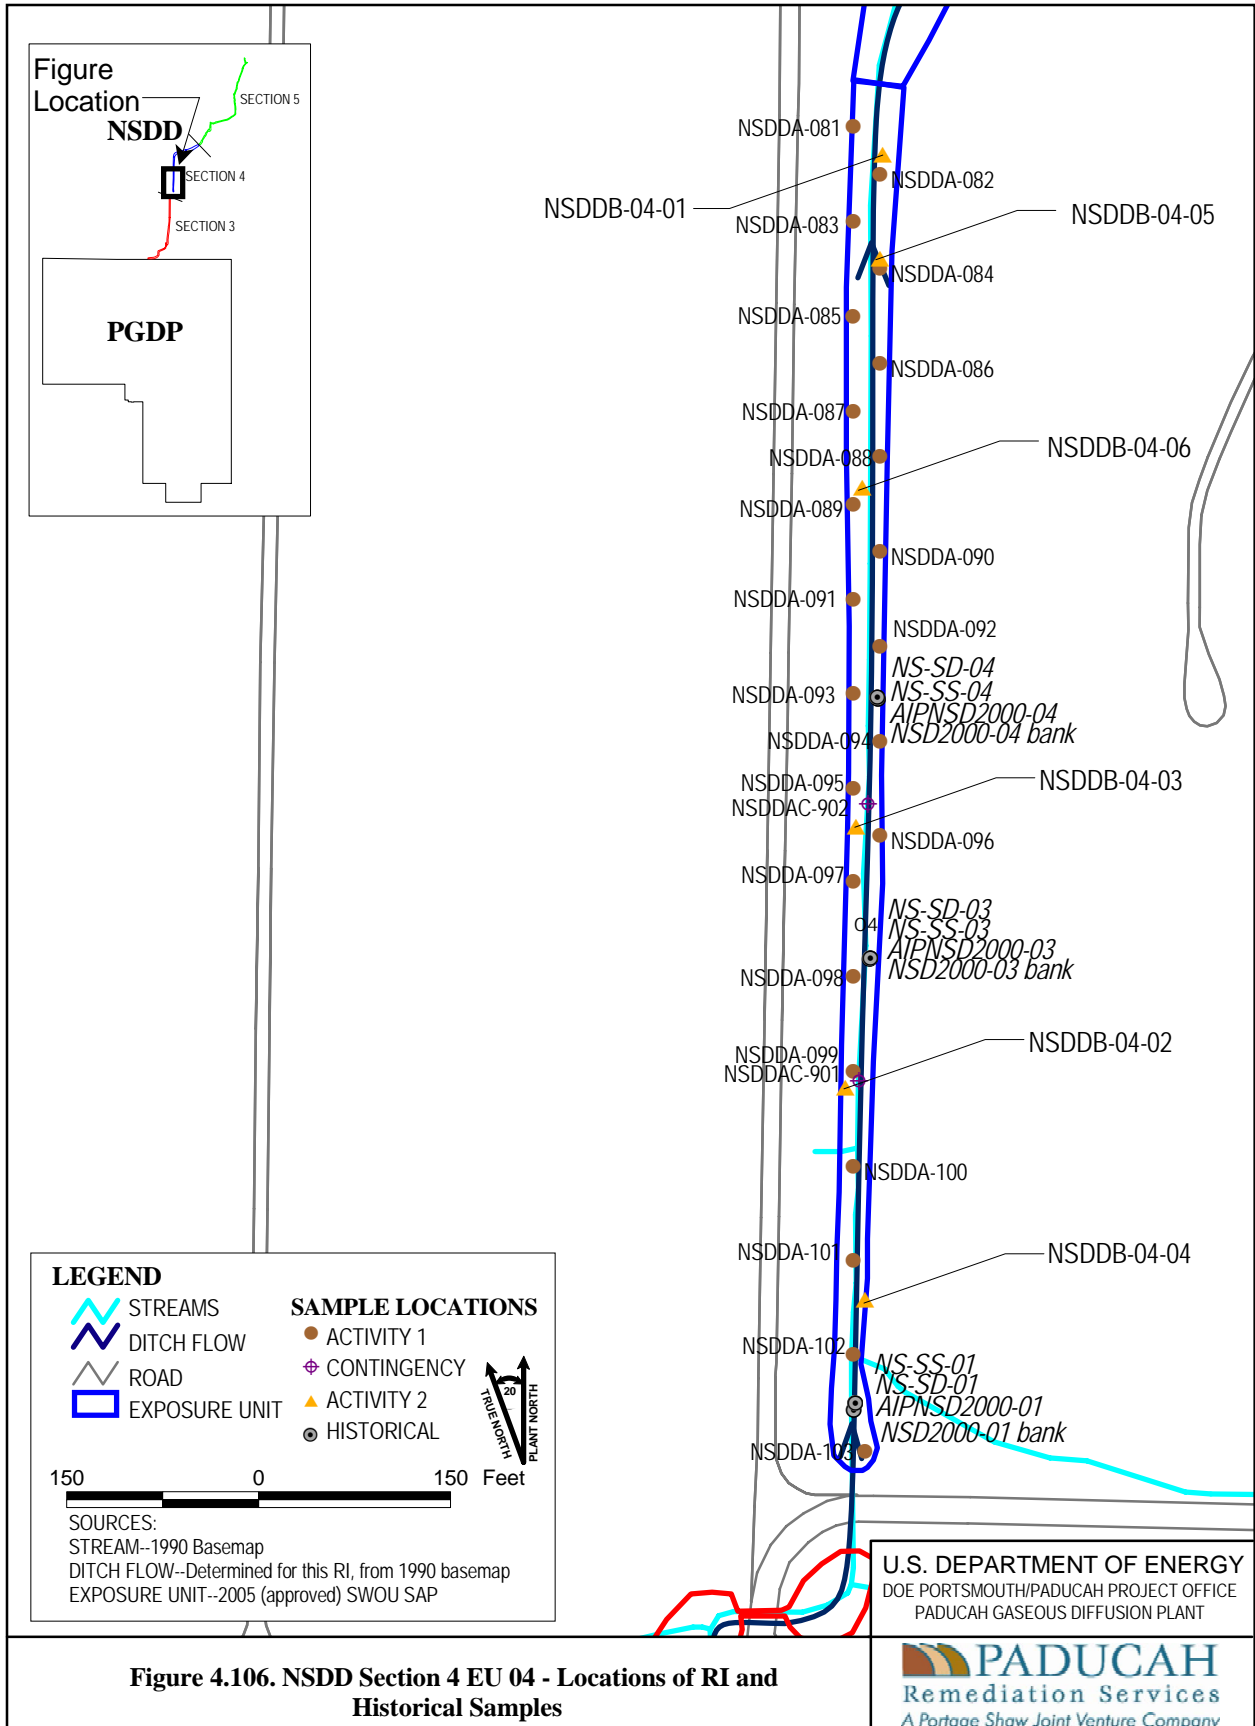 Figure
Location
NSDD
SECTION 5
SECTION 4
SECTION 3
PGDP
NSDDA-081
NSDDA-082
NSDDB-04-01
NSDDA-083
NSDDB-04-05
NSDDA-084
NSDDA-085
NSDDA-086
NSDDA-087
NSDDA-088
NSDDB-04-06
NSDDA-089
NSDDA-090
NSDDA-091
NSDDA-092
NS-SD-04
NS-SS-04
AIPNSD2000-04
NSD2000-04 bank
NSDDA-093
NSDDA-094
NSDDA-095
NSDDAC-902
NSDDB-04-03
NSDDA-096
NSDDA-097
04
NS-SD-03
NS-SS-03
AIPNSD2000-03
NSD2000-03 bank
NSDDA-098
NSDDB-04-02
NSDDA-099
NSDDAC-901
NSDDA-100
NSDDA-101
NSDDB-04-04
NSDDA-102
NS-SS-01
NS-SD-01
AIPNSD2000-01
NSD2000-01 bank
NSDDA-103
LEGEND
STREAMS
DITCH FLOW
ROAD
EXPOSURE UNIT
SAMPLE LOCATIONS
ACTIVITY 1
CONTINGENCY
ACTIVITY 2
HISTORICAL
20
TRUE NORTH
PLANT NORTH
150 0 150 Feet
SOURCES:
STREAM--1990 Basemap
DITCH FLOW--Determined for this RI, from 1990 basemap
EXPOSURE UNIT--2005 (approved) SWOU SAP
U.S. DEPARTMENT OF ENERGY
DOE PORTSMOUTH/PADUCAH PROJECT OFFICE
PADUCAH GASEOUS DIFFUSION PLANT
Figure 4.106. NSDD Section 4 EU 04 - Locations of RI and
Historical Samples
PADUCAH
Remediation Services
A Portage Shaw Joint Venture Company